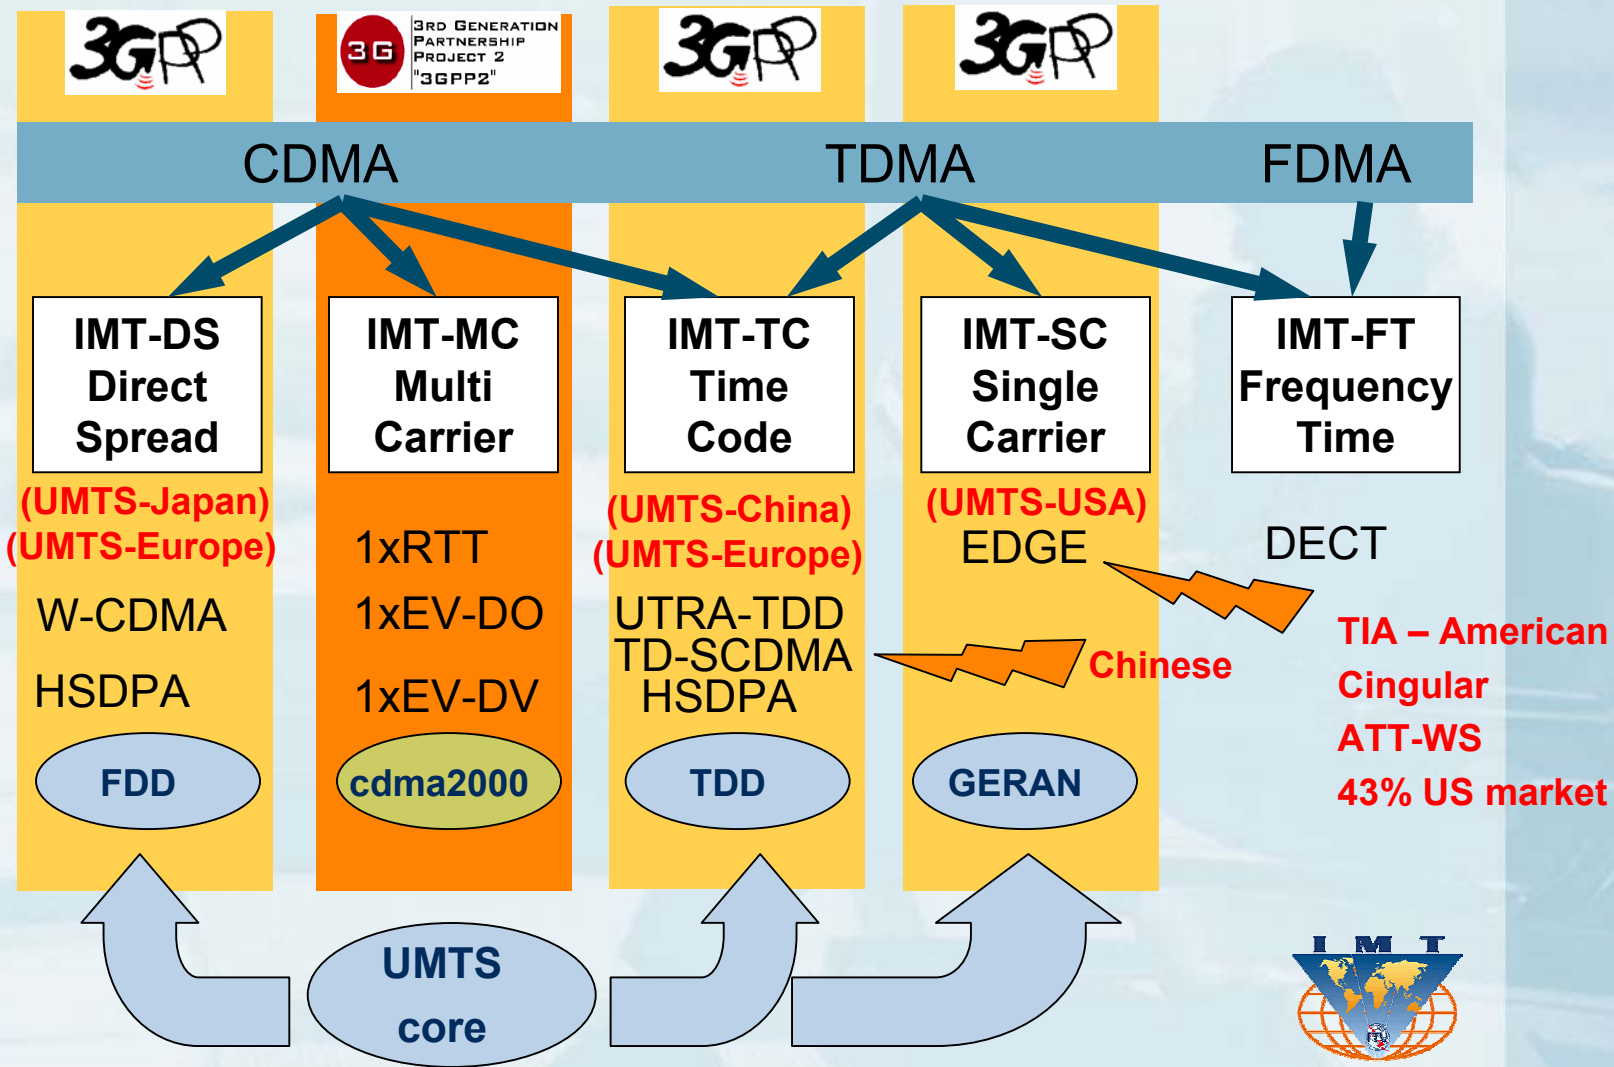 3GPP
3G
3RD GENERATION
PARTNERSHIP
PROJECT 2
"3GPP2"
3GPP
3GPP
CDMA
TDMA
FDMA
IMT-DS
Direct
Spread
IMT-MC
Multi
Carrier
IMT-TC
Time
Code
IMT-SC
Single
Carrier
IMT-FT
Frequency
Time
(UMTS-Japan)
(UMTS-Europe)
W-CDMA
HSDPA
FDD
1xRTT
1xEV-DO
1xEV-DV
cdma2000
(UMTS-China)
(UMTS-Europe)
UTRA-TDD
TD-SCDMA
HSDPA
TDD
(UMTS-USA)
EDGE
Chinese
GERAN
DECT
TIA – American
Cingular
ATT-WS
43% US market
UMTS
core
I M T
ITU